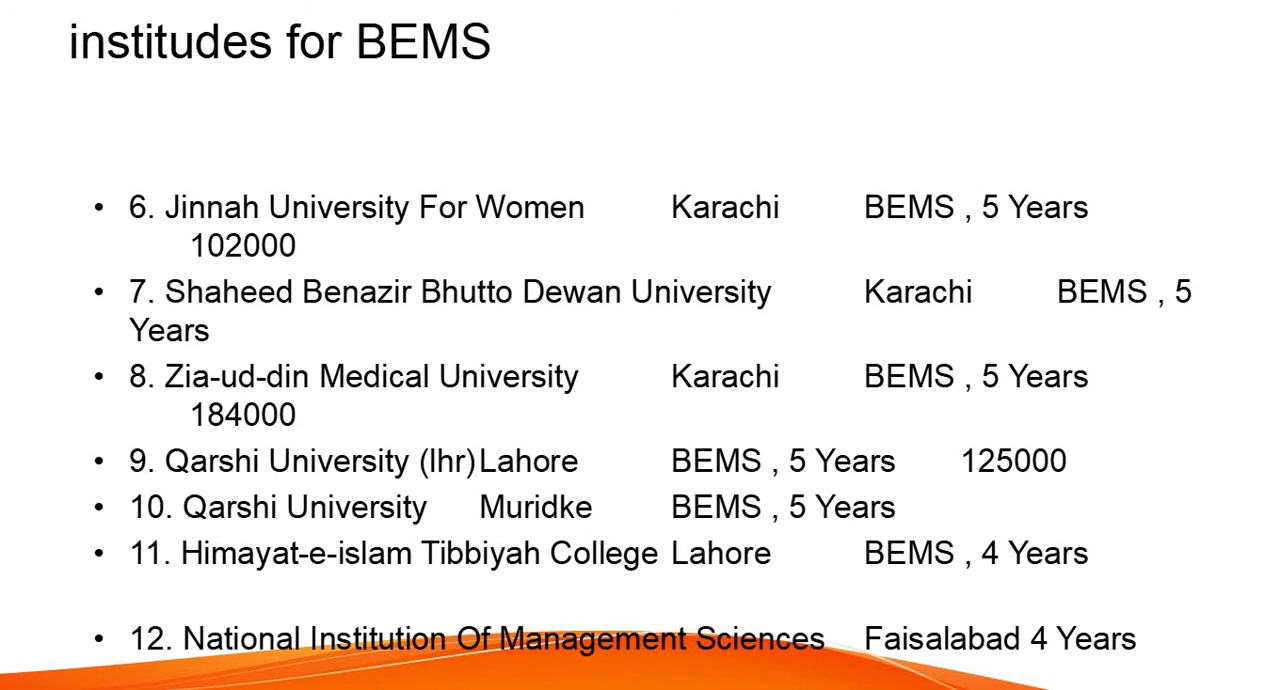 institudes for BEMS
• 6. Jinnah University For Women Karachi BEMS , 5 Years
102000
• 7. Shaheed Benazir Bhutto Dewan University Karachi BEMS , 5
Years
• 8. Zia-ud-din Medical University Karachi BEMS , 5 Years
184000
• 9. Qarshi University (lhr) Lahore BEMS , 5 Years 125000
• 10. Qarshi University Muridke BEMS , 5 Years
• 11. Himayat-e-islam Tibbiyah College Lahore BEMS , 4 Years
• 12. National Institution Of Management Sciences Faisalabad 4 Years